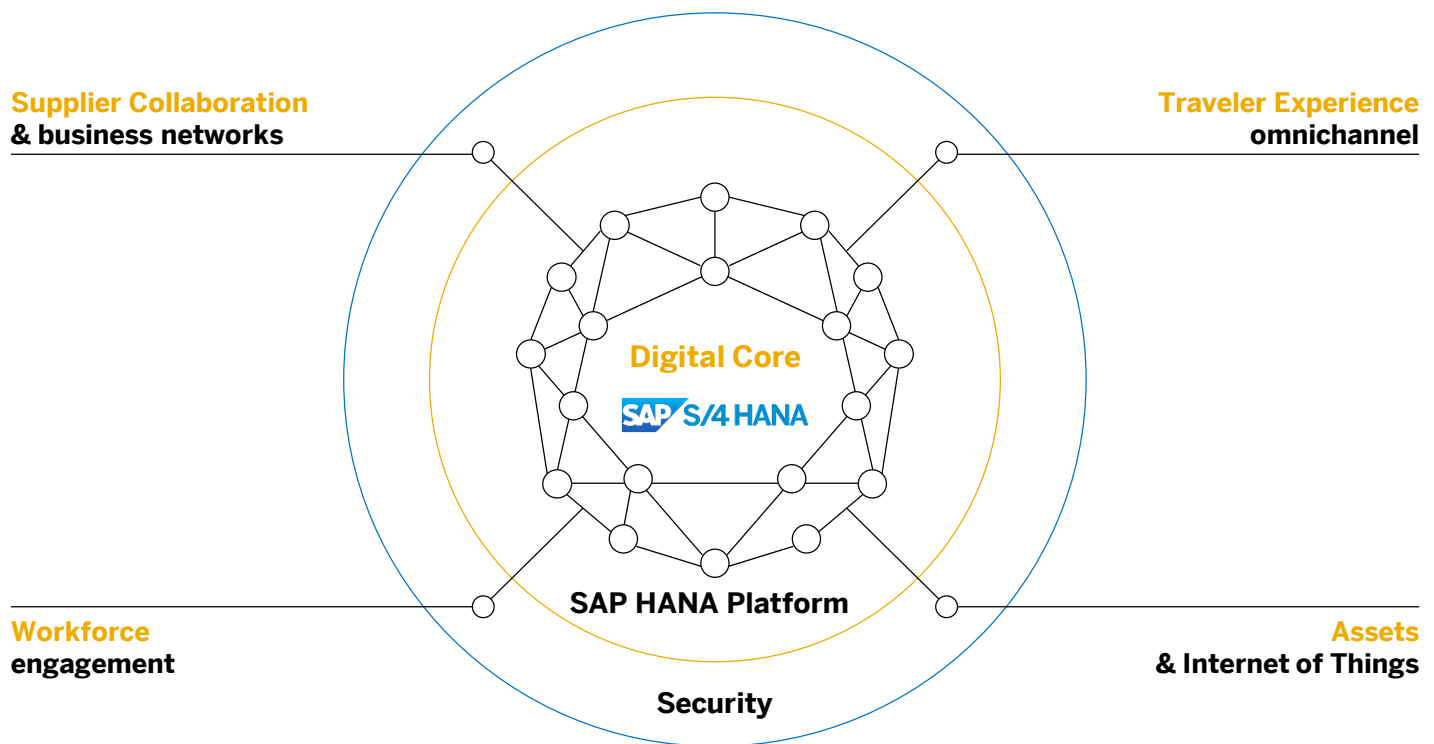 Supplier Collaboration
& business networks
Traveler Experience
omnichannel
Digital Core
SAP S/4 HANA
SAP HANA Platform
Workforce
engagement
Assets
& Internet of Things
Security